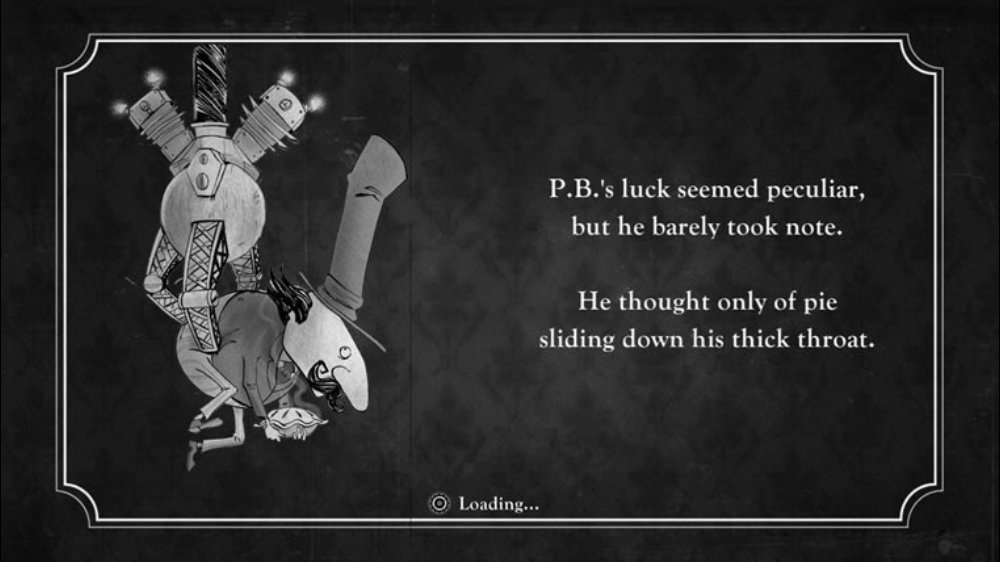 P.B.'s luck seemed peculiar,
but he barely took note.
He thought only of pie
sliding down his thick throat.
Loading...